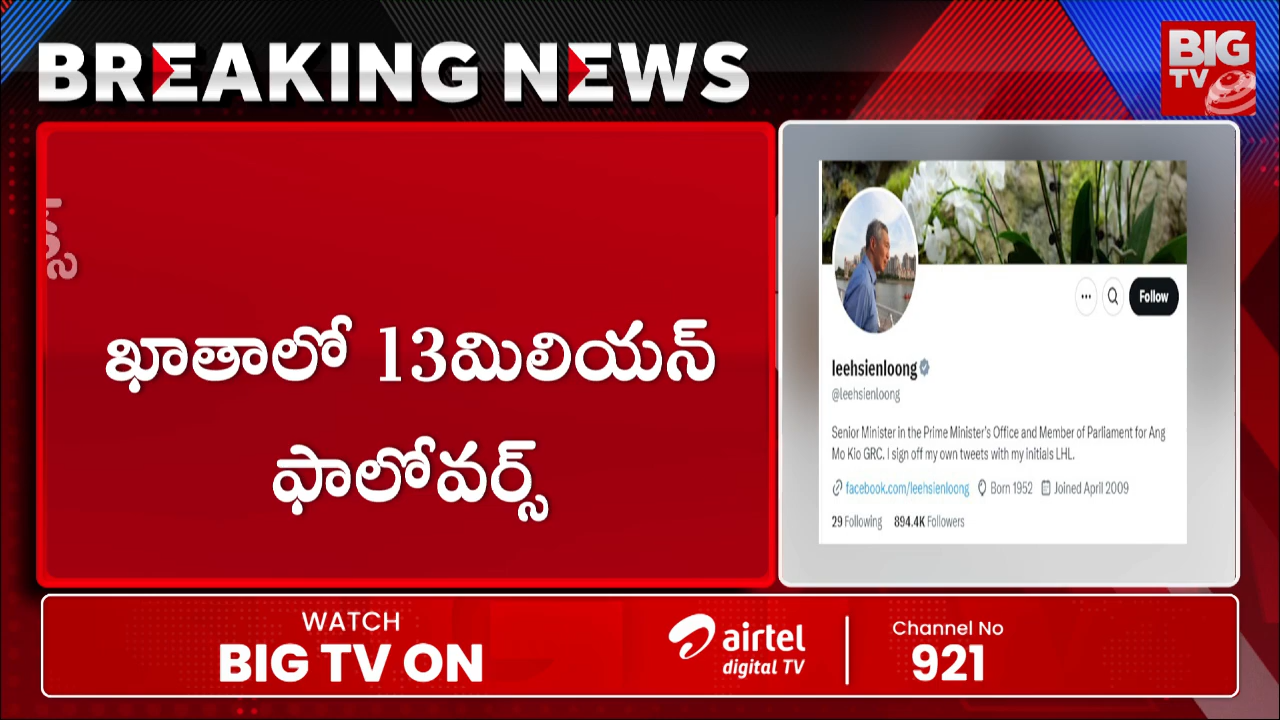 BREAKING NEWS
BIG
TV
ఖాతాలో 13మిలియన్
ఫాలోవర్స్
Follow
leehsienloong
@leehsienloong
Senior Minister in the Prime Minister's Office and Member of Parliament for Ang
Mo Kio GRC. I sign off my own tweets with my initials LHL.
facebook.com/leehsienloong Born 1952 Joined April 2009
29 Following 894.4K Followers
WATCH
BIG TV ON
airtel
digital TV
Channel No
921